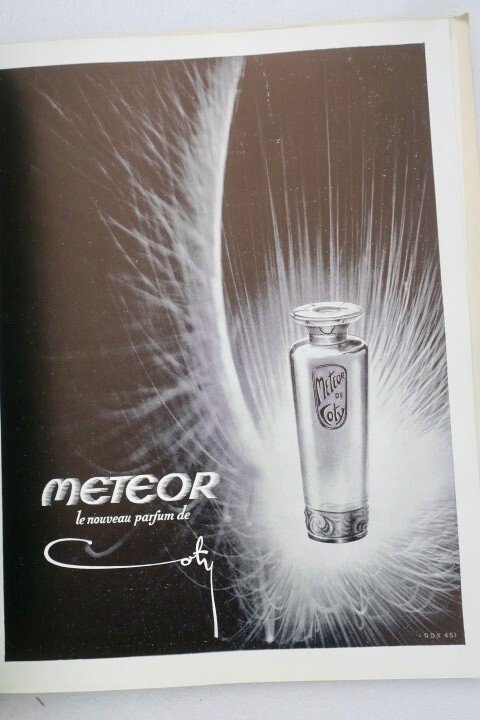 METEOR
DE
Coty
METEOR
le nouveau parfum de
Coty
RDX 451